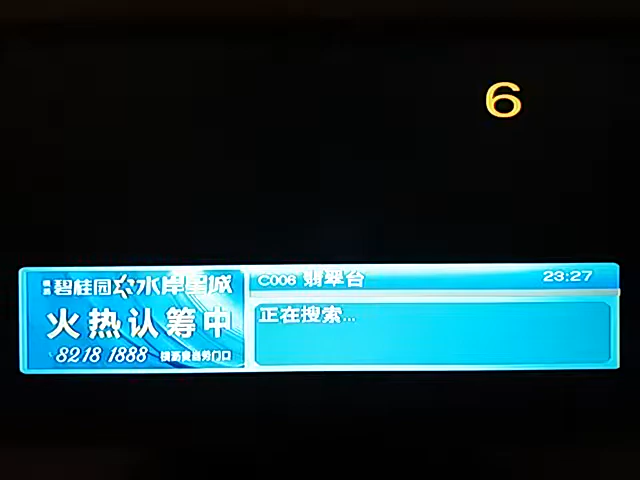 6
碧桂园 水岸星城
火热认筹中
8218 1888
C006 翡翠台
23:27
正在搜索...